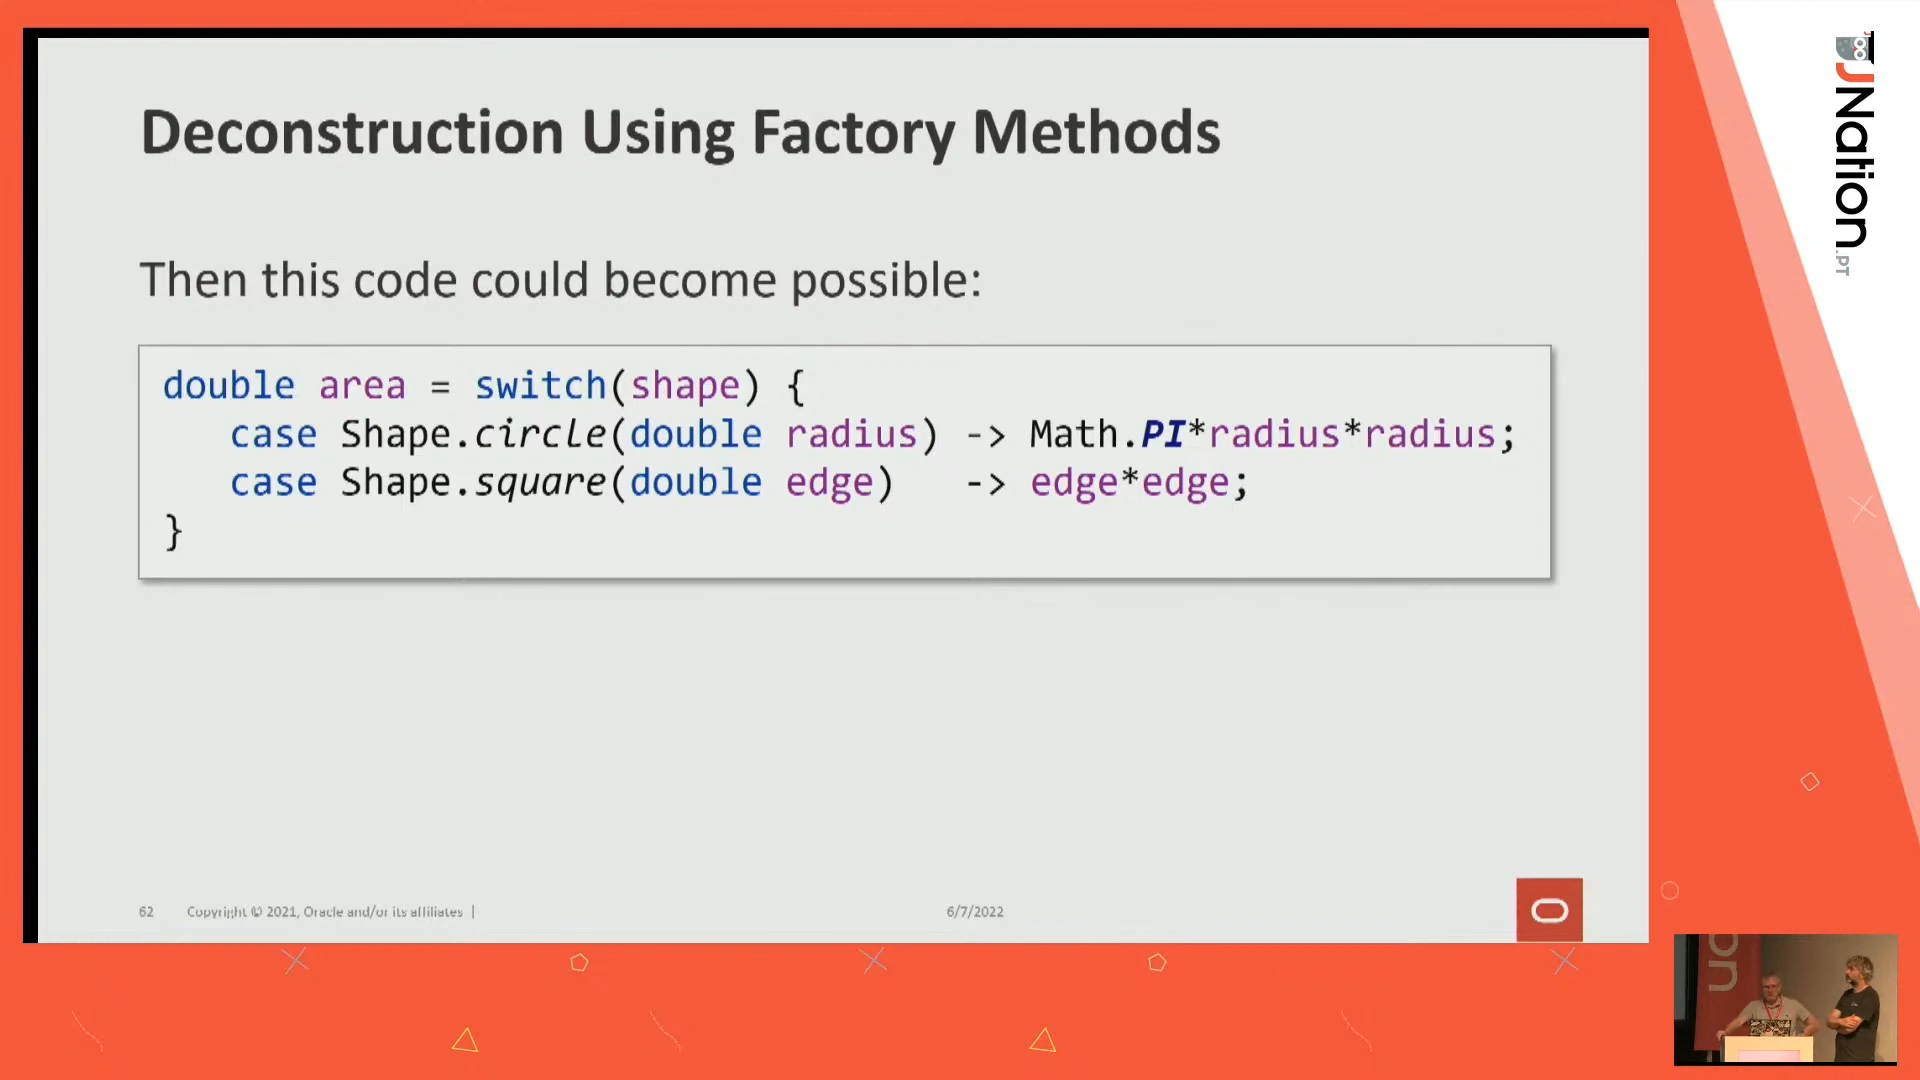 Deconstruction Using Factory Methods
Then this code could become possible:
double area = switch(shape) {
case Shape.circle(double radius) -> Math.PI*radius*radius;
case Shape.square(double edge) -> edge*edge;
}
62 Copyright © 2021, Oracle and/or its affiliates | 6/7/2022
JNation.PT
on